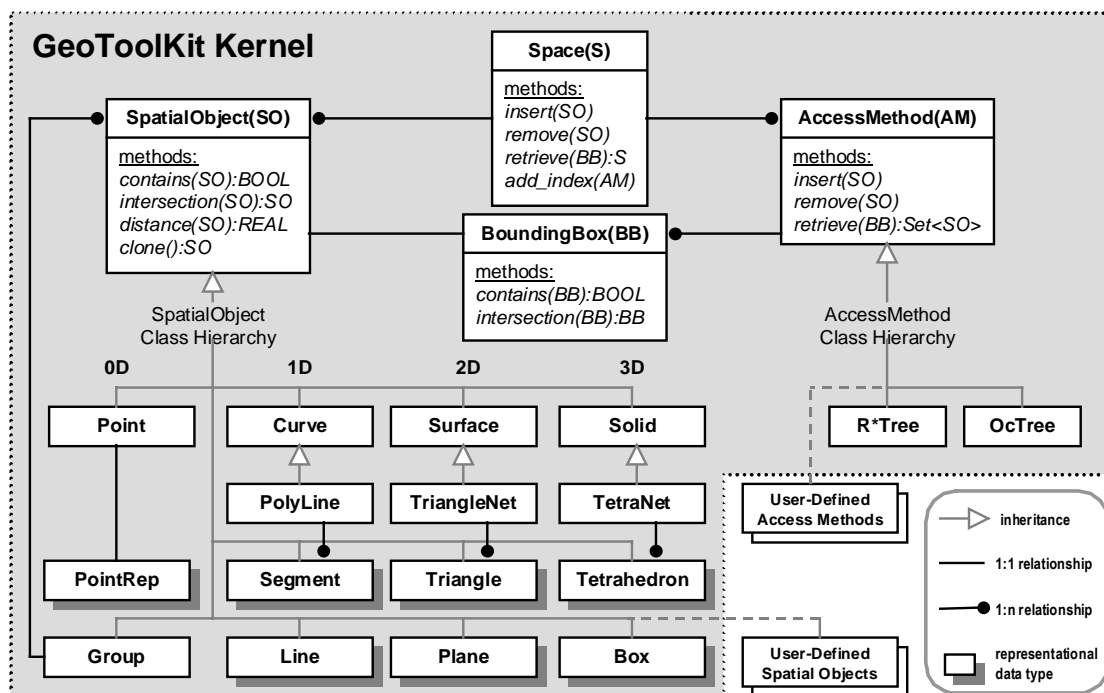 GeoToolKit Kernel
Space(S)
methods:
insert(SO)
remove(SO)
retrieve(BB):S
add_index(AM)
SpatialObject(SO)
methods:
contains(SO):BOOL
intersection(SO):SO
distance(SO):REAL
clone():SO
AccessMethod(AM)
methods:
insert(SO)
remove(SO)
retrieve(BB):Set<SO>
BoundingBox(BB)
methods:
contains(BB):BOOL
intersection(BB):BB
SpatialObject
Class Hierarchy
AccessMethod
Class Hierarchy
0D
1D
2D
3D
Point
Curve
Surface
Solid
R*Tree
OcTree
PolyLine
TriangleNet
TetraNet
PointRep
Segment
Triangle
Tetrahedron
Group
Line
Plane
Box
User-Defined
Access Methods
User-Defined
Spatial Objects
inheritance
1:1 relationship
1:n relationship
representational
data type